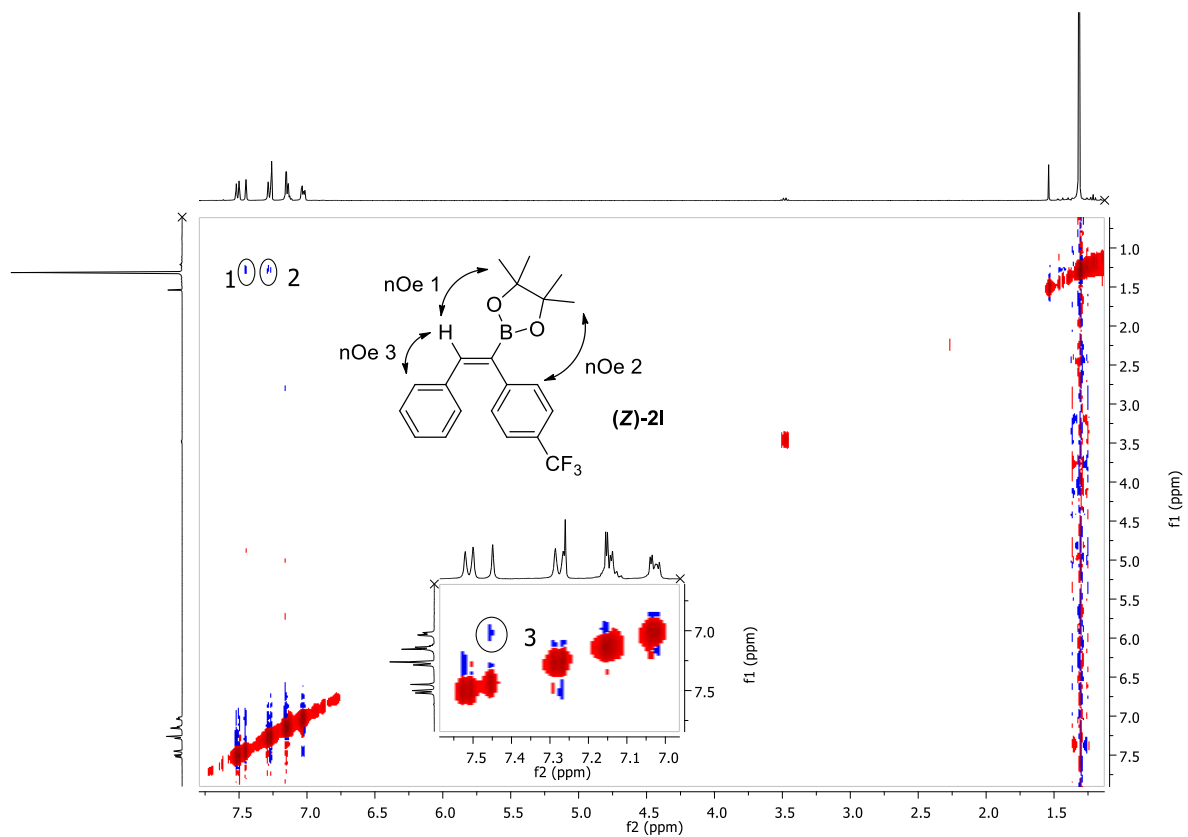 1 2
nOe 1
O
B
O
H
nOe 3
nOe 2
(Z)-2l
CF3
3
7.0
7.5
f1 (ppm)
7.5 7.4 7.3 7.2 7.1 7.0
f2 (ppm)
1.0
1.5
2.0
2.5
3.0
3.5
4.0
4.5
5.0
5.5
6.0
6.5
7.0
7.5
f1 (ppm)
7.5 7.0 6.5 6.0 5.5 5.0 4.5 4.0 3.5 3.0 2.5 2.0 1.5
f2 (ppm)